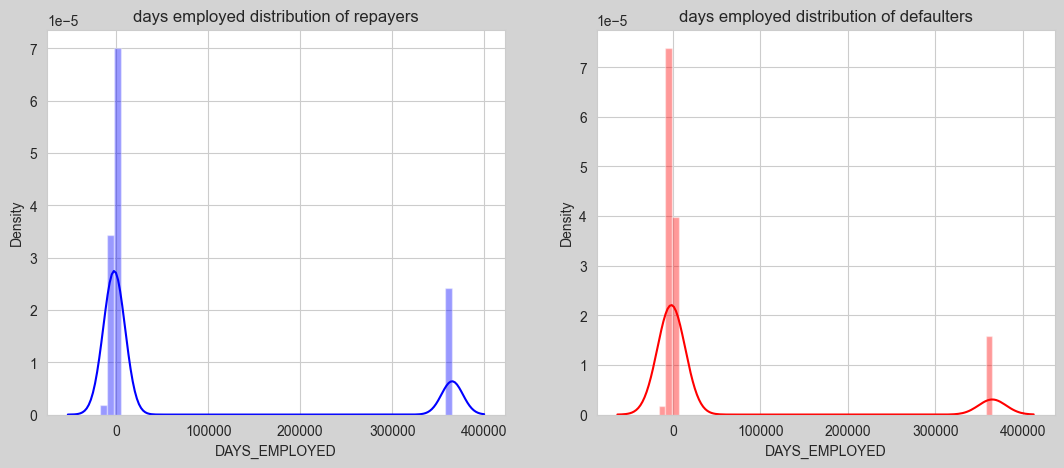 days employed distribution of repayers
1e−5
7
6
5
4
3
2
1
0
Density
0 100000 200000 300000 400000
DAYS_EMPLOYED
days employed distribution of defaulters
1e−5
7
6
5
4
3
2
1
0
Density
0 100000 200000 300000 400000
DAYS_EMPLOYED